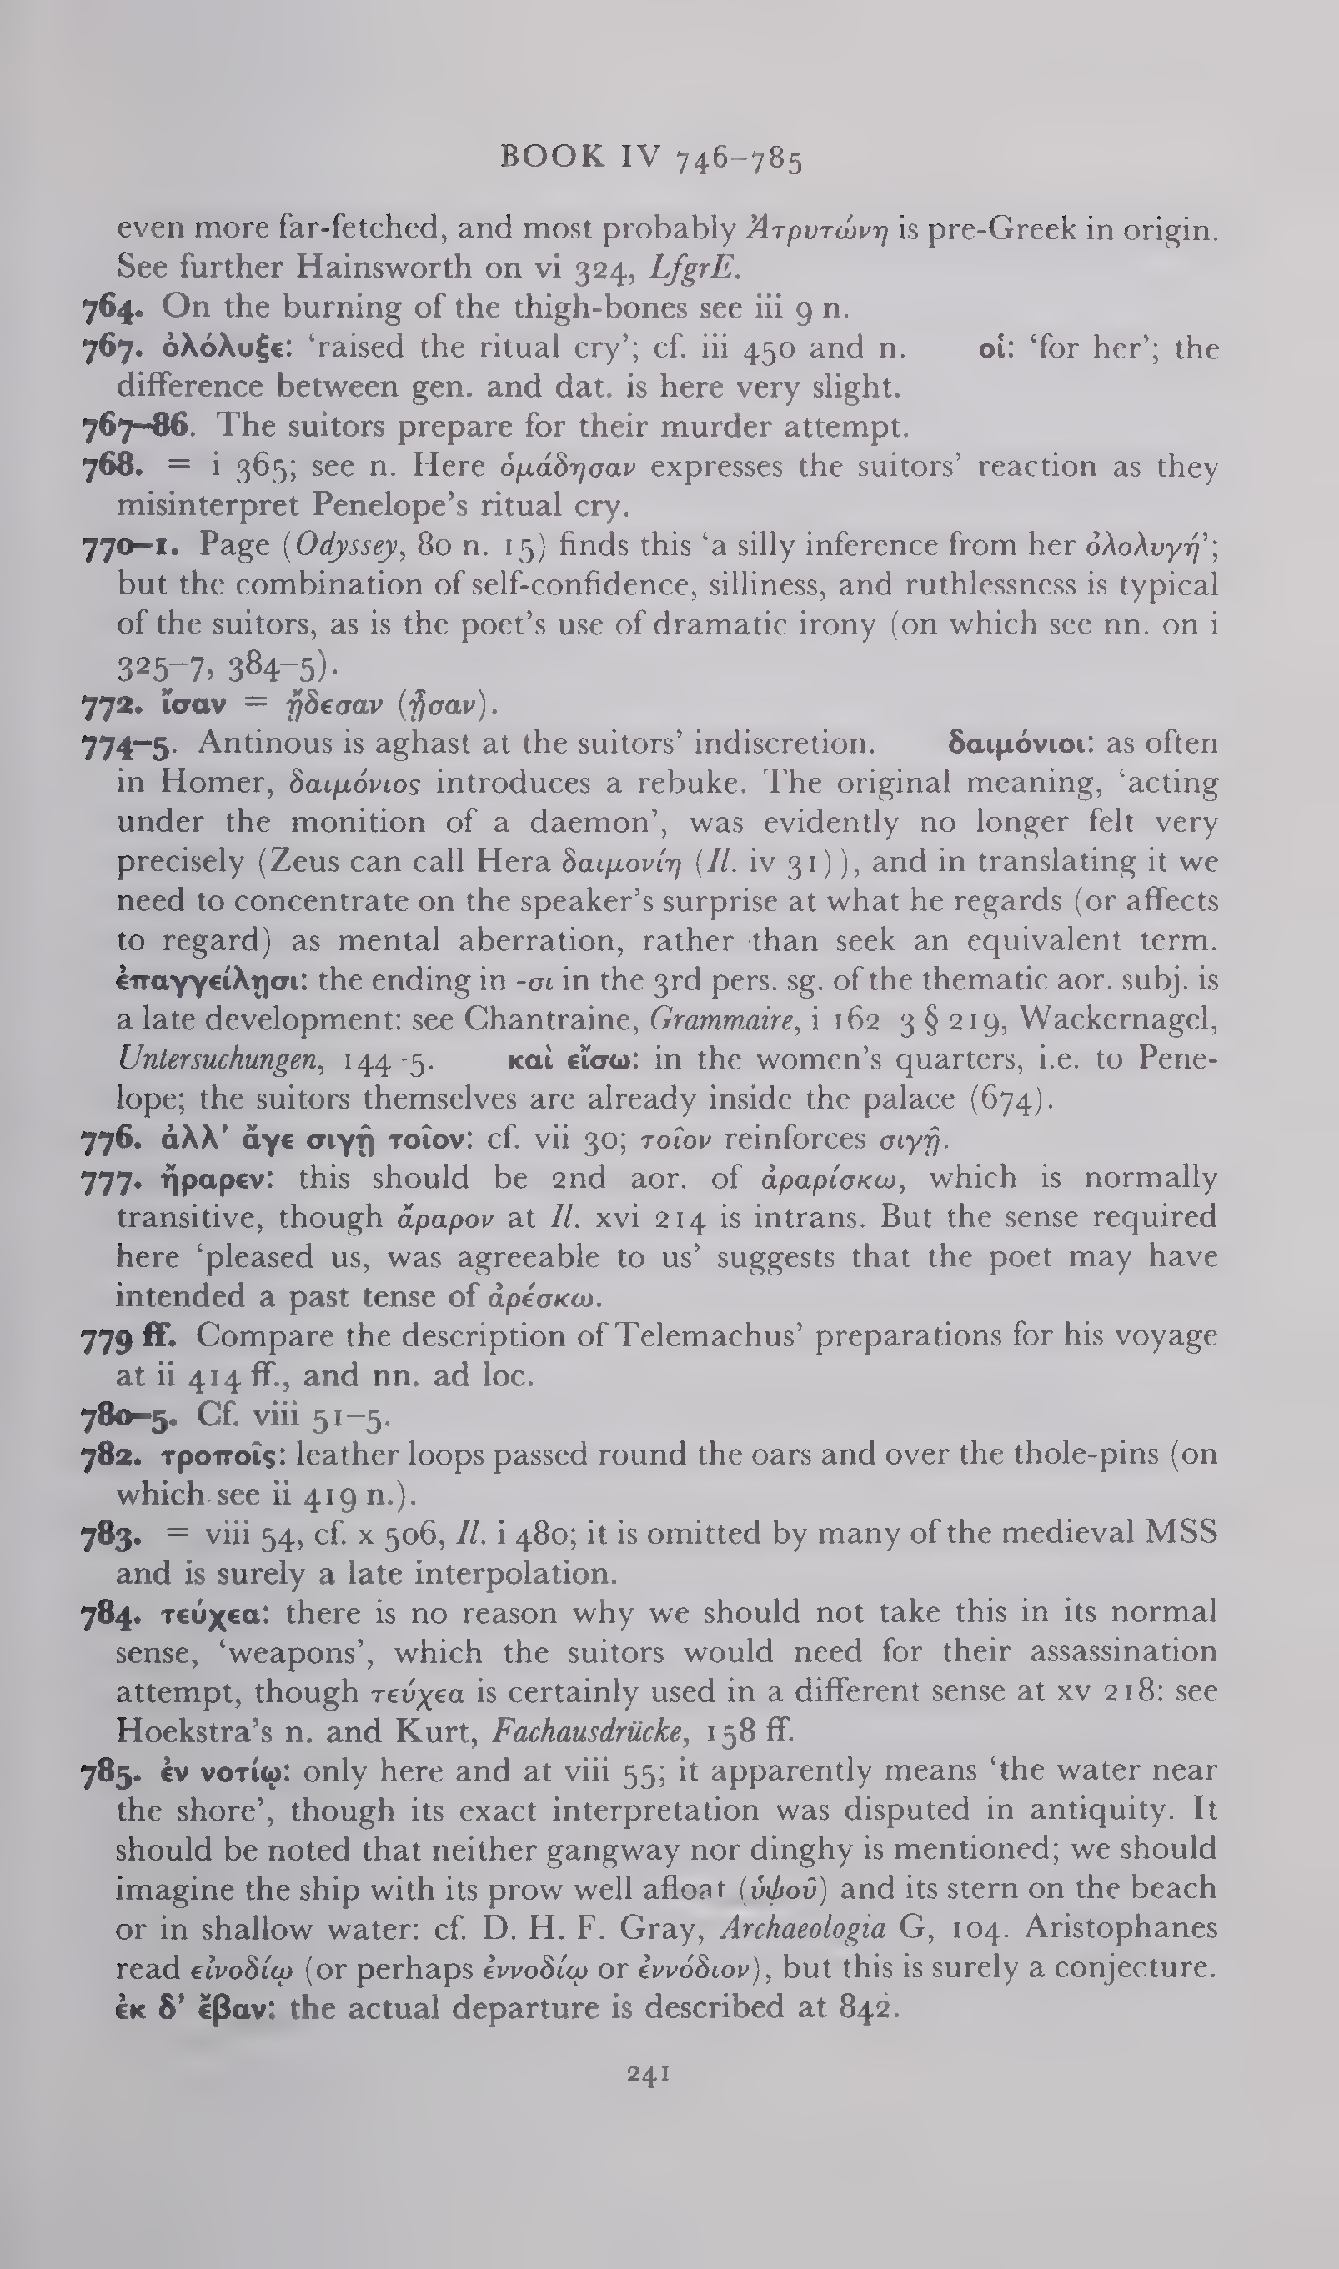 BOOK IV 746–785
even more far-fetched, and most probably Ἀτρυτώνη is pre-Greek in origin.
See further Hainsworth on vi 324, LfgrE.
764. On the burning of the thigh-bones see iii 9 n.
767. ὀλόλυξε: ‘raised the ritual cry’; cf. iii 450 and n. οἱ: ‘for her’; the
difference between gen. and dat. is here very slight.
767–86. The suitors prepare for their murder attempt.
768. = i 365; see n. Here ὁμάδησαν expresses the suitors’ reaction as they
misinterpret Penelope’s ritual cry.
770–1. Page (Odyssey, 80 n. 15) finds this ‘a silly inference from her ὀλολυγή’;
but the combination of self-confidence, silliness, and ruthlessness is typical
of the suitors, as is the poet’s use of dramatic irony (on which see nn. on i
325–7, 384–5).
772. ἴσαν = ᾔδεσαν (ᾖσαν).
774–5. Antinous is aghast at the suitors’ indiscretion. δαιμόνιοι: as often
in Homer, δαιμόνιος introduces a rebuke. The original meaning, ‘acting
under the monition of a daemon’, was evidently no longer felt very
precisely (Zeus can call Hera δαιμονίη (Il. iv 31)), and in translating it we
need to concentrate on the speaker’s surprise at what he regards (or affects
to regard) as mental aberration, rather than seek an equivalent term.
ἐπαγγείλῃσι: the ending in -σι in the 3rd pers. sg. of the thematic aor. subj. is
a late development: see Chantraine, Grammaire, i 162–3 § 219, Wackernagel,
Untersuchungen, 144–5. καὶ εἴσω: in the women’s quarters, i.e. to Pene-
lope; the suitors themselves are already inside the palace (674).
776. ἀλλ’ ἄγε σιγῇ τοῖον: cf. vii 30; τοῖον reinforces σιγῇ.
777. ἤραρεν: this should be 2nd aor. of ἀραρίσκω, which is normally
transitive, though ἄραρον at Il. xvi 214 is intrans. But the sense required
here ‘pleased us, was agreeable to us’ suggests that the poet may have
intended a past tense of ἀρέσκω.
779 ff. Compare the description of Telemachus’ preparations for his voyage
at ii 414 ff., and nn. ad loc.
780–5. Cf. viii 51–5.
782. τροποῖς: leather loops passed round the oars and over the thole-pins (on
which see ii 419 n.).
783. = viii 54, cf. x 506, Il. i 480; it is omitted by many of the medieval MSS
and is surely a late interpolation.
784. τεύχεα: there is no reason why we should not take this in its normal
sense, ‘weapons’, which the suitors would need for their assassination
attempt, though τεύχεα is certainly used in a different sense at xv 218: see
Hoekstra’s n. and Kurt, Fachausdrücke, 158 ff.
785. ἐν νοτίῳ: only here and at viii 55; it apparently means ‘the water near
the shore’, though its exact interpretation was disputed in antiquity. It
should be noted that neither gangway nor dinghy is mentioned; we should
imagine the ship with its prow well afloat (ὑψοῦ) and its stern on the beach
or in shallow water: cf. D. H. F. Gray, Archaeologia G, 104. Aristophanes
read εἰνοδίῳ (or perhaps ἐννοδίῳ or ἐννόδιον), but this is surely a conjecture.
ἐκ δ’ ἔβαν: the actual departure is described at 842.
241